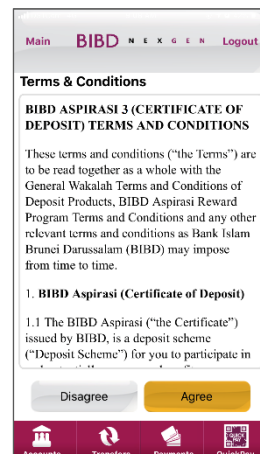 Main BIBD NEXGEN Logout
Terms & Conditions
BIBD ASPIRASI 3 (CERTIFICATE OF
DEPOSIT) TERMS AND CONDITIONS
These terms and conditions ("the Terms") are
to be read together as a whole with the
General Wakalah Terms and Conditions of
Deposit Products, BIBD Aspirasi Reward
Program Terms and Conditions and any other
relevant terms and conditions as Bank Islam
Brunei Darussalam (BIBD) may impose
from time to time.
1. BIBD Aspirasi (Certificate of Deposit)
1.1 The BIBD Aspirasi ("the Certificate")
issued by BIBD, is a deposit scheme
("Deposit Scheme") for you to participate in
Disagree Agree
QUICK PAY
Accounts Transfers Payments QuickPay